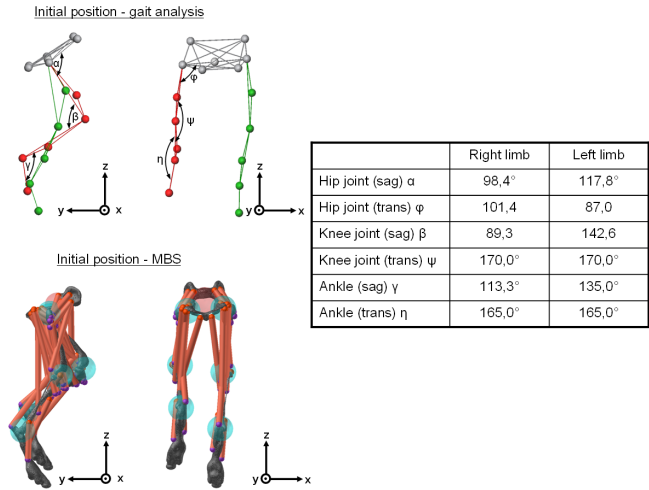 Initial position - gait analysis
α
β
γ
z
y
x
φ
ψ
η
z
y
x
Initial position - MBS
z
y
x
z
y
x
Right limb Left limb
Hip joint (sag) α 98,4° 117,8°
Hip joint (trans) φ 101,4 87,0
Knee joint (sag) β 89,3 142,6
Knee joint (trans) ψ 170,0° 170,0°
Ankle (sag) γ 113,3° 135,0°
Ankle (trans) η 165,0° 165,0°